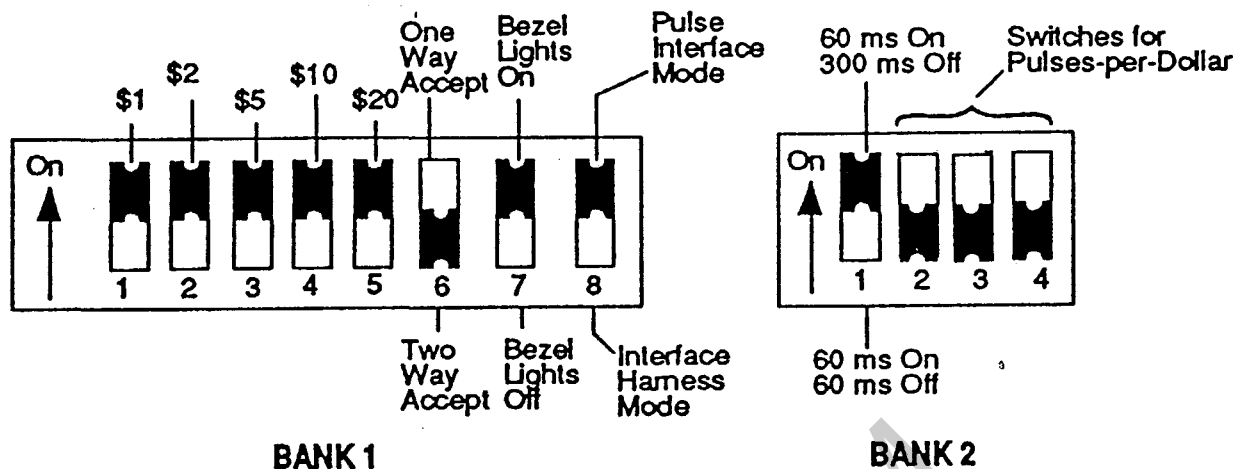 One
Way
Accept
Bezel
Lights
On
Pulse
Interface
Mode
$1
$2
$5
$10
$20
On
1 2 3 4 5 6 7 8
Two
Way
Accept
Bezel
Lights
Off
Interface
Harness
Mode
BANK 1
60 ms On
300 ms Off
Switches for
Pulses-per-Dollar
On
1 2 3 4
60 ms On
60 ms Off
BANK 2